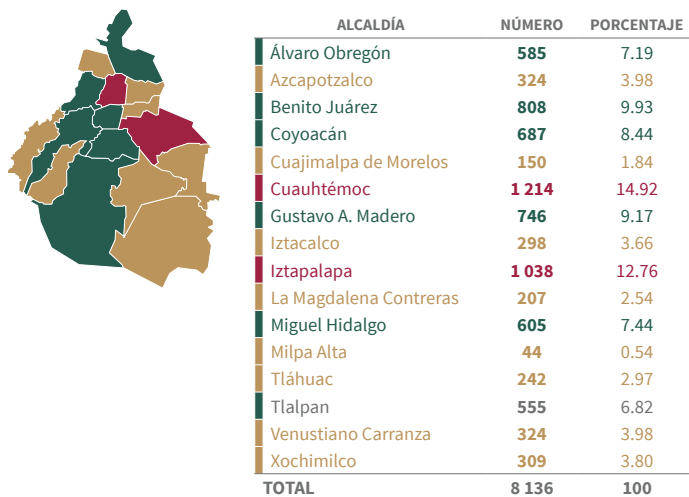 ALCALDÍA NÚMERO PORCENTAJE
Álvaro Obregón 585 7.19
Azcapotzalco 324 3.98
Benito Juárez 808 9.93
Coyoacán 687 8.44
Cuajimalpa de Morelos 150 1.84
Cuauhtémoc 1 214 14.92
Gustavo A. Madero 746 9.17
Iztacalco 298 3.66
Iztapalapa 1 038 12.76
La Magdalena Contreras 207 2.54
Miguel Hidalgo 605 7.44
Milpa Alta 44 0.54
Tláhuac 242 2.97
Tlalpan 555 6.82
Venustiano Carranza 324 3.98
Xochimilco 309 3.80
TOTAL 8 136 100